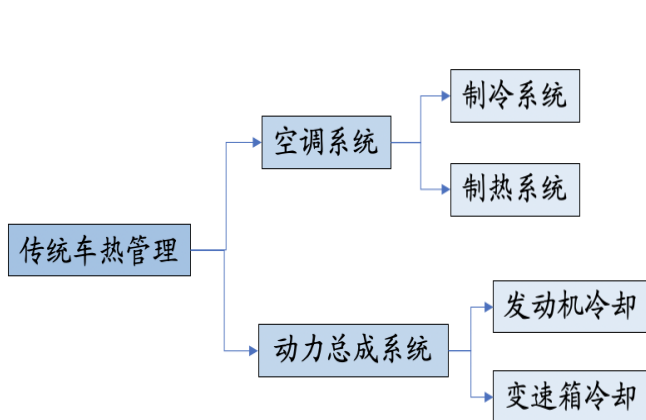 传统车热管理
空调系统
制冷系统
制热系统
动力总成系统
发动机冷却
变速箱冷却